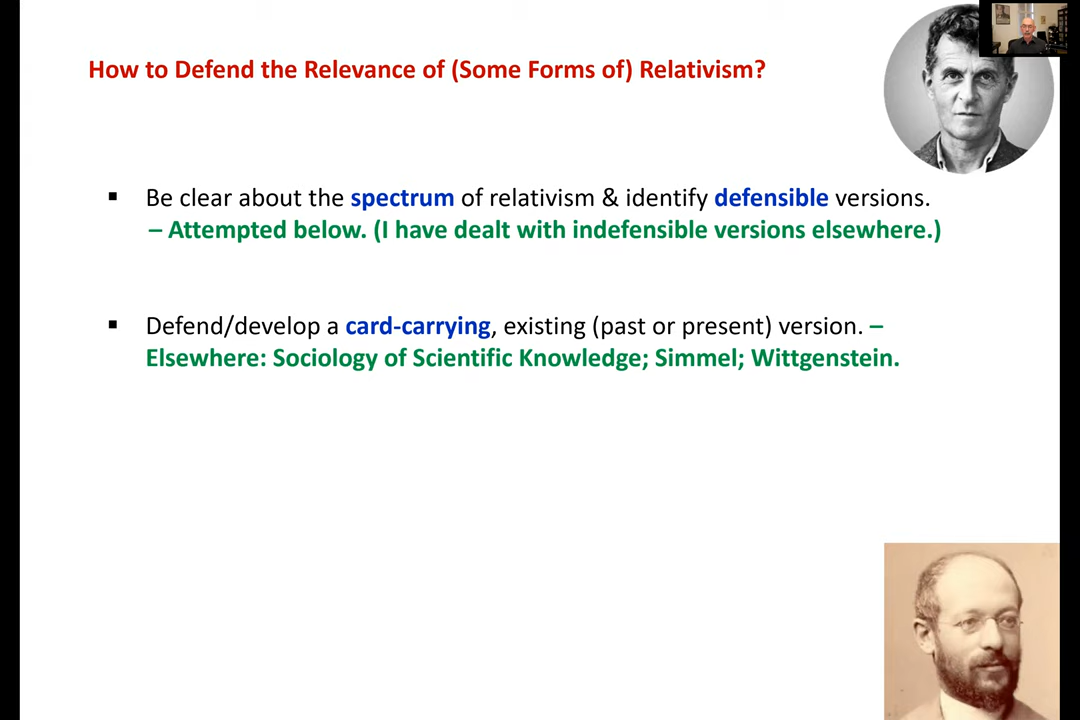 How to Defend the Relevance of (Some Forms of) Relativism?
▪ Be clear about the spectrum of relativism & identify defensible versions.
– Attempted below. (I have dealt with indefensible versions elsewhere.)
▪ Defend/develop a card-carrying, existing (past or present) version. –
Elsewhere: Sociology of Scientific Knowledge; Simmel; Wittgenstein.